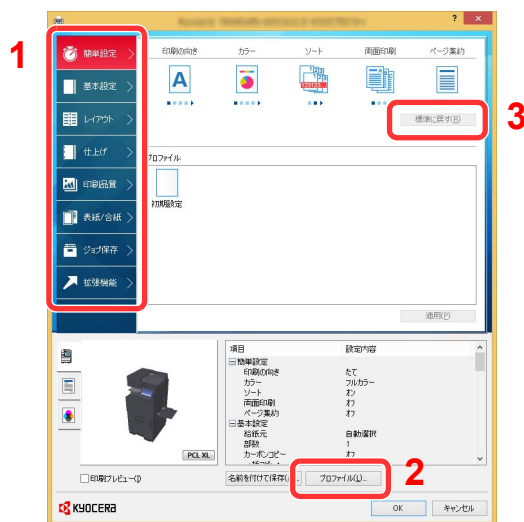 ?
×
1
簡単設定
基本設定
レイアウト
仕上げ
印刷品質
表紙/合紙
ジョブ保存
拡張機能
印刷の向き
カラー
ソート
両面印刷
ページ集約
A
123123
標準に戻す(R)
3
プロファイル:
初期設定
適用(P)
項目 設定内容
簡単設定
印刷の向き たて
カラー フルカラー
ソート オン
両面印刷 オフ
ページ集約 オフ
基本設定
給紙元 自動選択
部数 1
カーボンコピー オフ
PCL XL
印刷プレビュー(I)
名前を付けて保存(
プロファイル(L)...
2
KYOCERA
OK
キャンセル